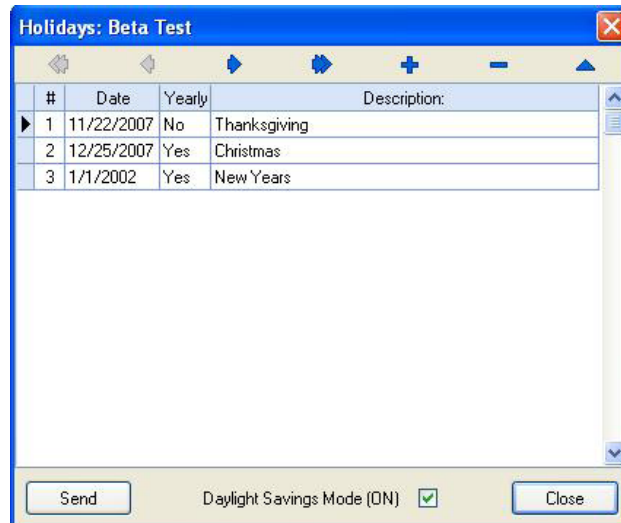 Holidays: Beta Test
# Date Yearly Description:
1 11/22/2007 No Thanksgiving
2 12/25/2007 Yes Christmas
3 1/1/2002 Yes New Years
Send Daylight Savings Mode (ON) Close